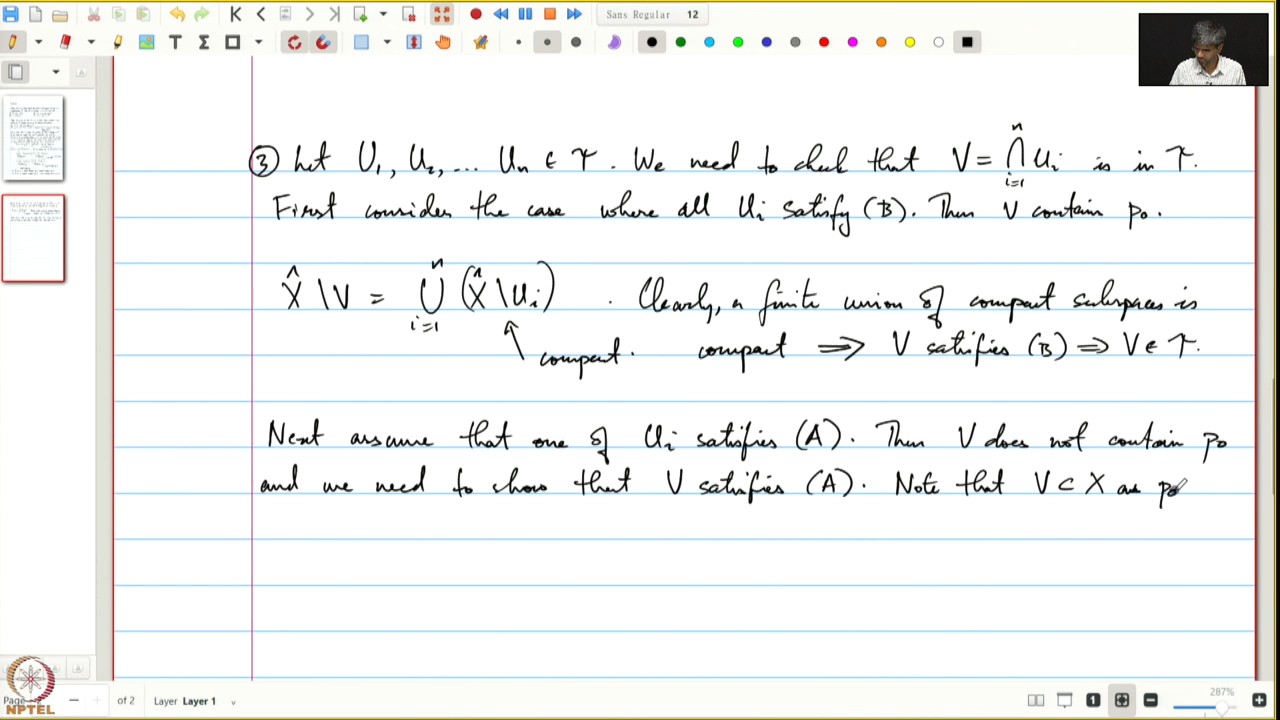 Sans Regular 12
③ Let U₁, U₂, ... Uₙ ∈ τ. We need to check that V = ⋂ᵢ₌₁ⁿ Uᵢ is in τ.
First consider the case where all Uᵢ satisfy (B). Then V contain p₀.
X̂ \ V = ⋃ᵢ₌₁ⁿ (X̂ \ Uᵢ) . Clearly, a finite union of compact subspaces is
compact. compact ⟹ V satisfies (B) ⟹ V ∈ τ.
Next assume that one of Uᵢ satisfies (A). Then V does not contain p₀
and we need to show that V satisfies (A). Note that V ⊂ X as p₀
NPTEL
Page
of 2 Layer Layer 1
287%